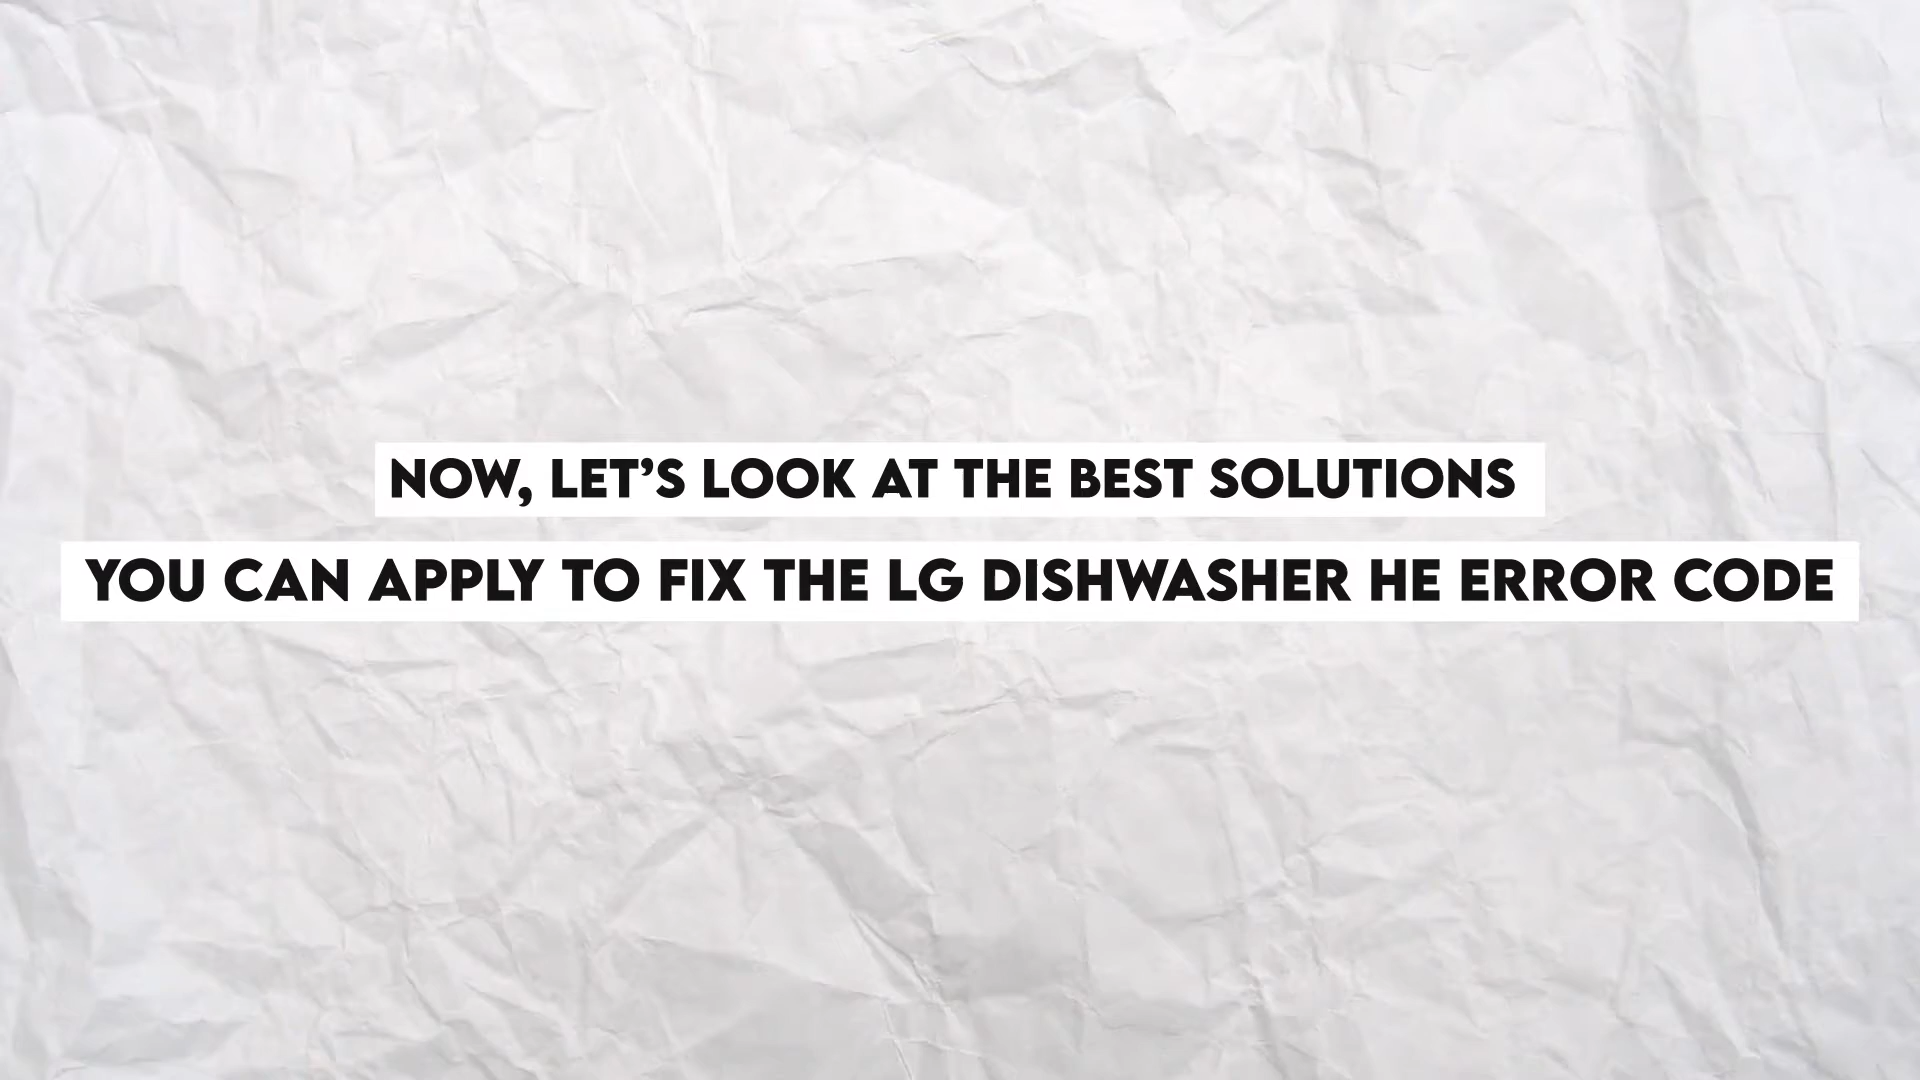 NOW, LET’S LOOK AT THE BEST SOLUTIONS
YOU CAN APPLY TO FIX THE LG DISHWASHER HE ERROR CODE